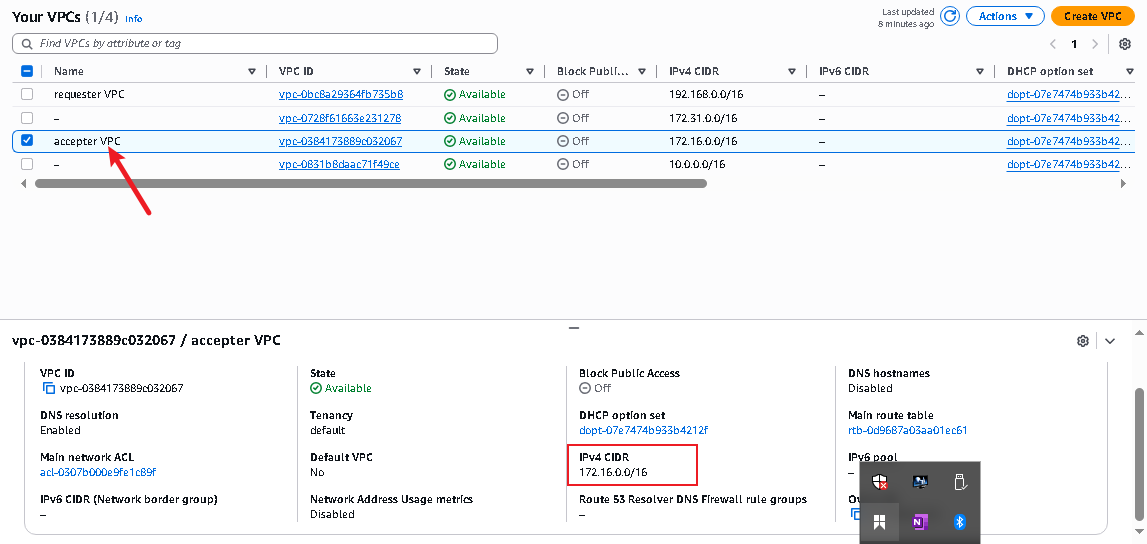 Your VPCs (1/4) Info
Last updated
8 minutes ago
Actions
Create VPC
Find VPCs by attribute or tag
1
Name VPC ID State Block Publi... IPv4 CIDR IPv6 CIDR DHCP option set
requester VPC vpc-0bc8a29364fb735b8 Available Off 192.168.0.0/16 – dopt-07e7474b933b42...
– vpc-0728f61663e231278 Available Off 172.31.0.0/16 – dopt-07e7474b933b42...
accepter VPC vpc-0384173889c032067 Available Off 172.16.0.0/16 – dopt-07e7474b933b42...
– vpc-0831b8daac71f49ce Available Off 10.0.0.0/16 – dopt-07e7474b933b42...
vpc-0384173889c032067 / accepter VPC
VPC ID State Block Public Access DNS hostnames
vpc-0384173889c032067 Available Off Disabled
DNS resolution Tenancy DHCP option set Main route table
Enabled default dopt-07e7474b933b4212f rtb-0d9687a03aa01ec61
Main network ACL Default VPC IPv4 CIDR IPv6 pool
acl-0307b000e9fe1c89f No 172.16.0.0/16 –
IPv6 CIDR (Network border group) Network Address Usage metrics Route 53 Resolver DNS Firewall rule groups
– Disabled –